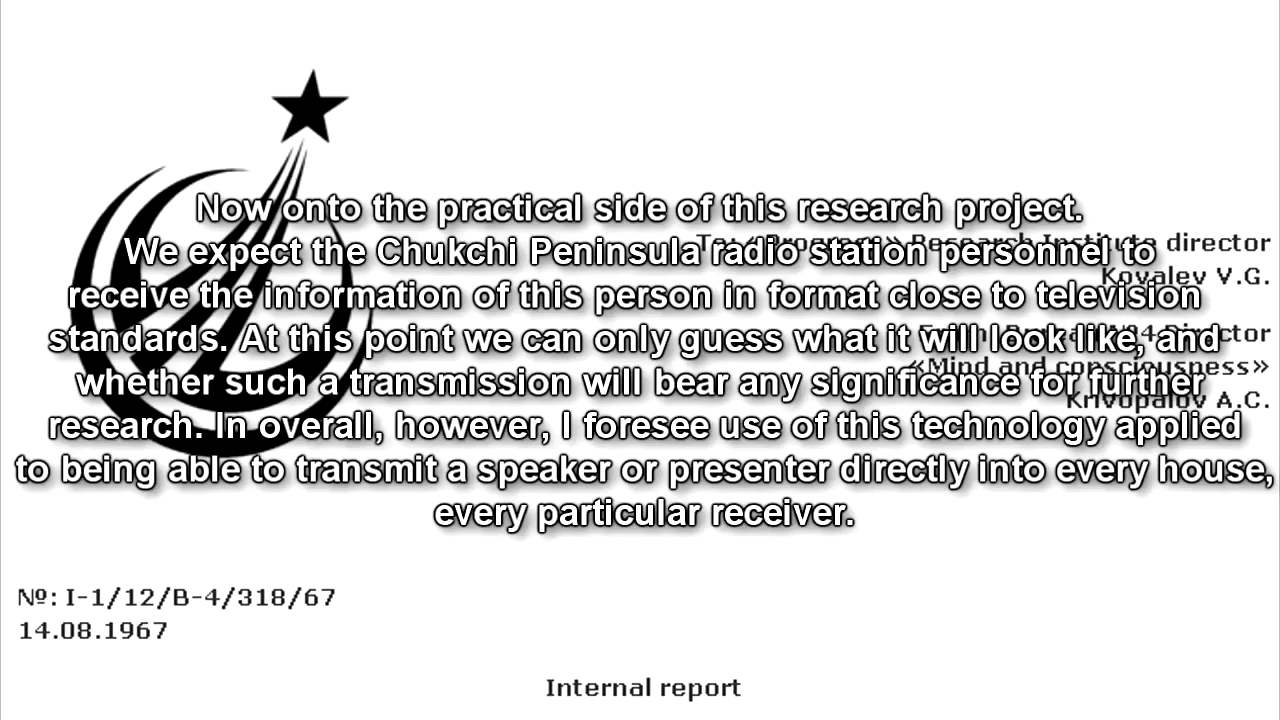 Now onto the practical side of this research project.
We expect the Chukchi Peninsula radio station personnel to
receive the information of this person in format close to television
standards. At this point we can only guess what it will look like, and
whether such a transmission will bear any significance for further
research. In overall, however, I foresee use of this technology applied
to being able to transmit a speaker or presenter directly into every house,
every particular receiver.
To: «Progress» Research Institute director
Kovalev V.G.
Director
«Mind and consciousness»
Krivopalov A.C.
№: I-1/12/B-4/318/67
14.08.1967
Internal report